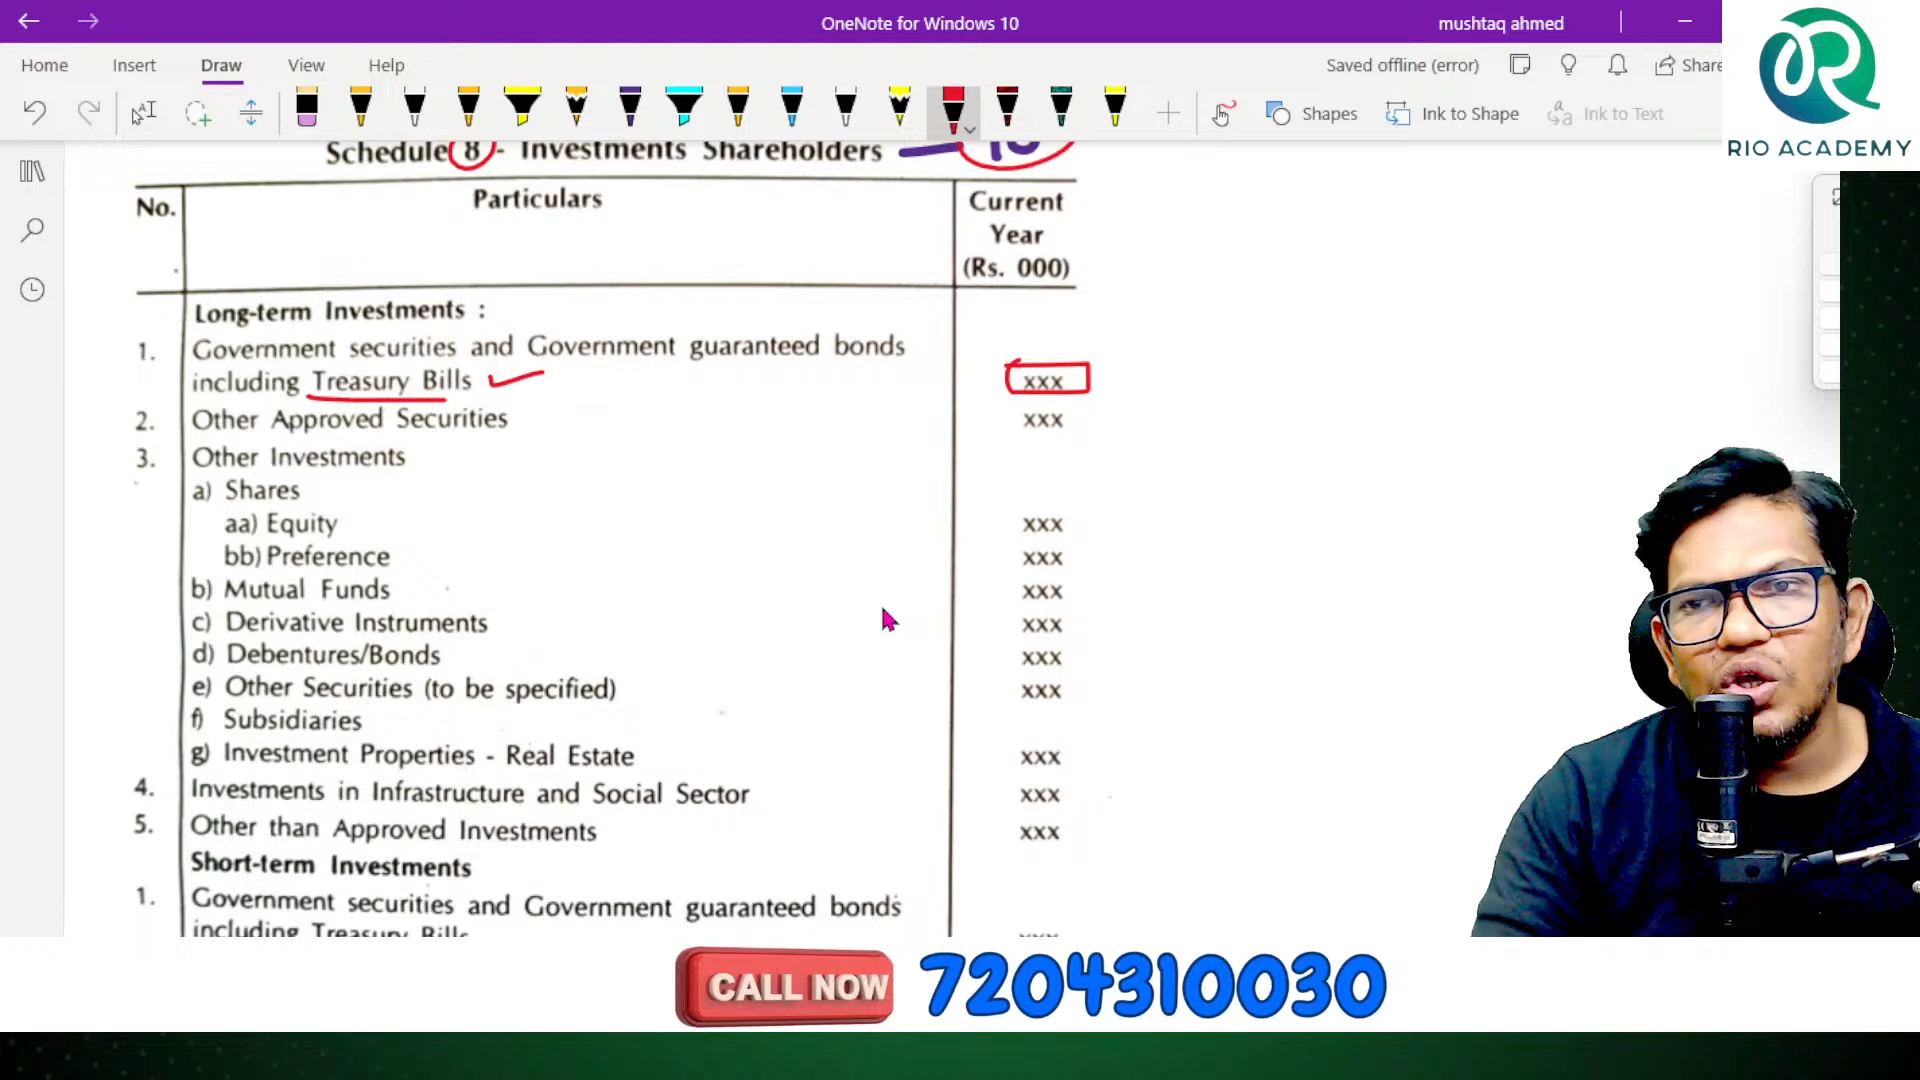 OneNote for Windows 10
mushtaq ahmed
Home Insert Draw View Help
Saved offline (error)
Share
Shapes
Ink to Shape
Ink to Text
RIO ACADEMY
Schedule 8 - Investments Shareholders
No. Particulars Current Year (Rs. 000)
Long-term Investments :
1. Government securities and Government guaranteed bonds
including Treasury Bills xxx
2. Other Approved Securities xxx
3. Other Investments
a) Shares
aa) Equity xxx
bb) Preference xxx
b) Mutual Funds xxx
c) Derivative Instruments xxx
d) Debentures/Bonds xxx
e) Other Securities (to be specified) xxx
f) Subsidiaries
g) Investment Properties - Real Estate xxx
4. Investments in Infrastructure and Social Sector xxx
5. Other than Approved Investments xxx
Short-term Investments
1. Government securities and Government guaranteed bonds
including Treasury Bills xxx
CALL NOW 7204310030